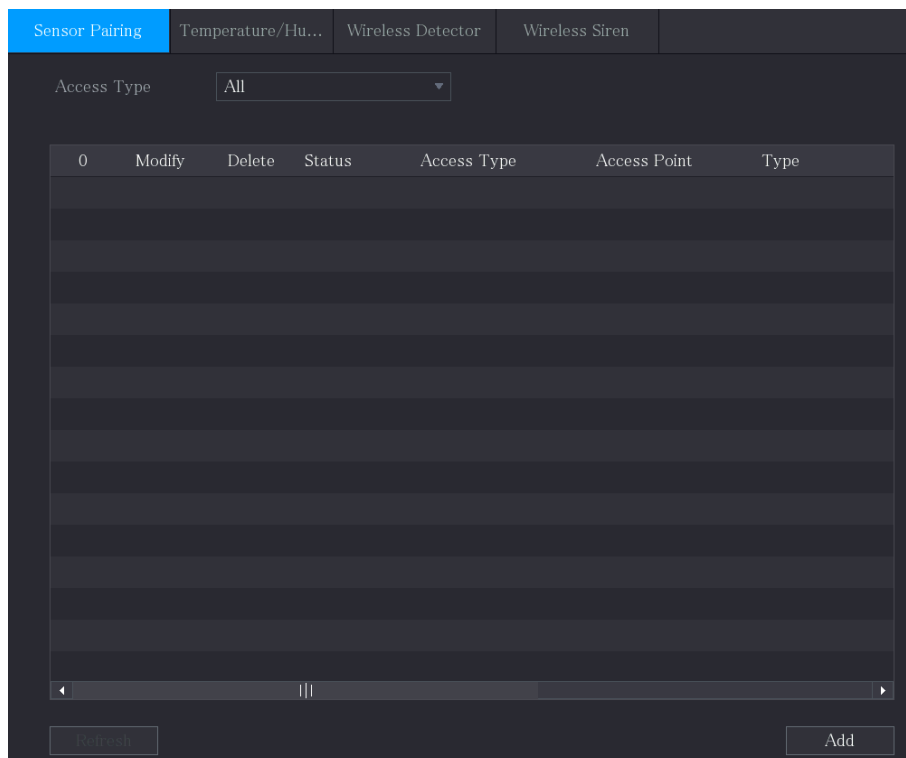 Sensor Pairing Temperature/Hu... Wireless Detector Wireless Siren
Access Type All
0 Modify Delete Status Access Type Access Point Type
Refresh Add